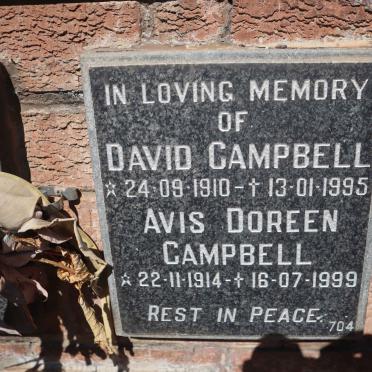 IN LOVING MEMORY
OF
DAVID CAMPBELL
☆ 24·09·1910-✝ 13·01·1995
AVIS DOREEN
CAMPBELL
☆ 22·11·1914-✝ 16·07·1999
REST IN PEACE.
704